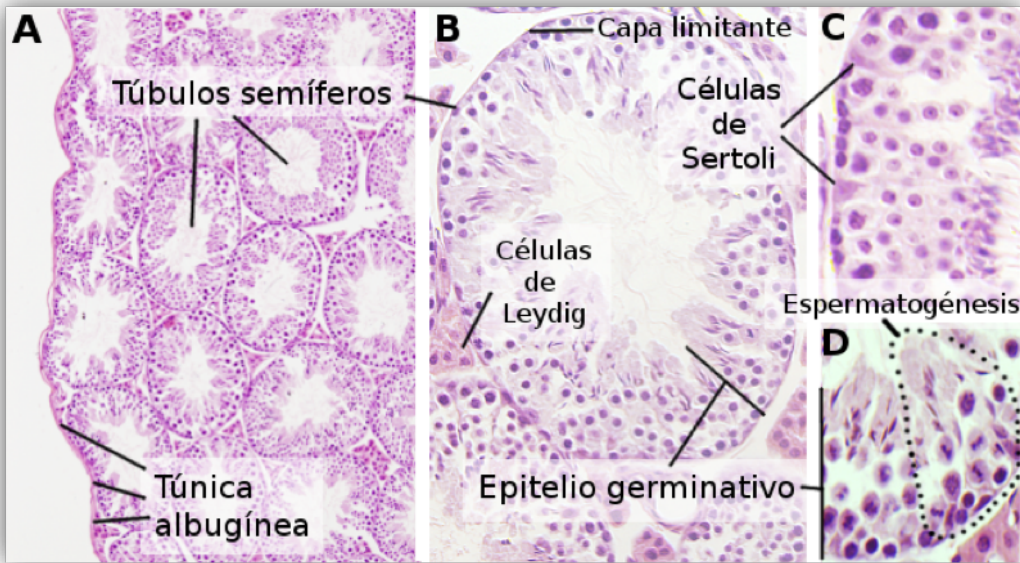 A
Túbulos semíferos
Túnica
albugínea
B
Capa limitante
Células
de
Leydig
Epitelio germinativo
C
Células
de
Sertoli
Espermatogénesis
D